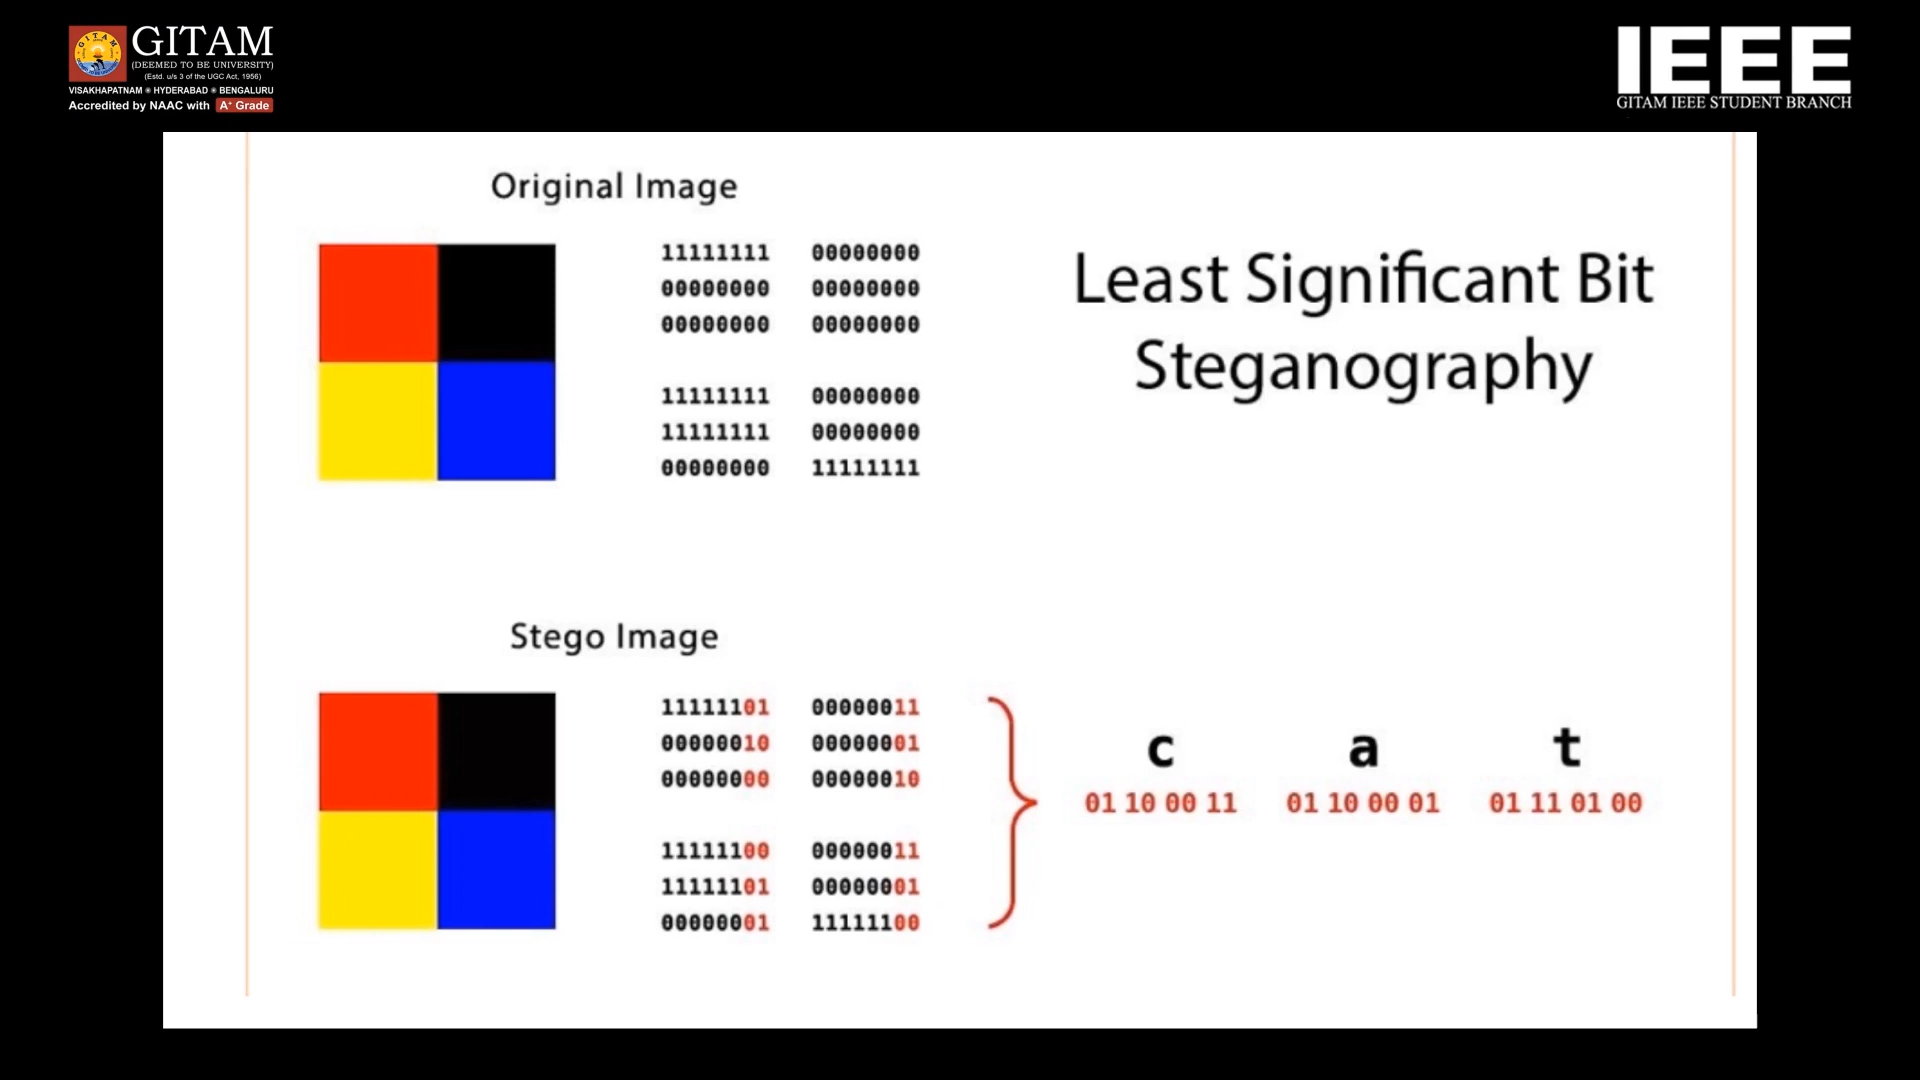 GITAM
GITAM
(DEEMED TO BE UNIVERSITY)
(Estd. u/s 3 of the UGC Act, 1956)
VISAKHAPATNAM * HYDERABAD * BENGALURU
Accredited by NAAC with A+ Grade
IEEE
GITAM IEEE STUDENT BRANCH
Original Image
11111111 00000000
00000000 00000000
00000000 00000000
11111111 00000000
11111111 00000000
00000000 11111111
Least Significant Bit
Steganography
Stego Image
11111101 00000011
00000010 00000001
00000000 00000010
11111100 00000011
11111101 00000001
00000001 11111100
c a t
01 10 00 11 01 10 00 01 01 11 01 00